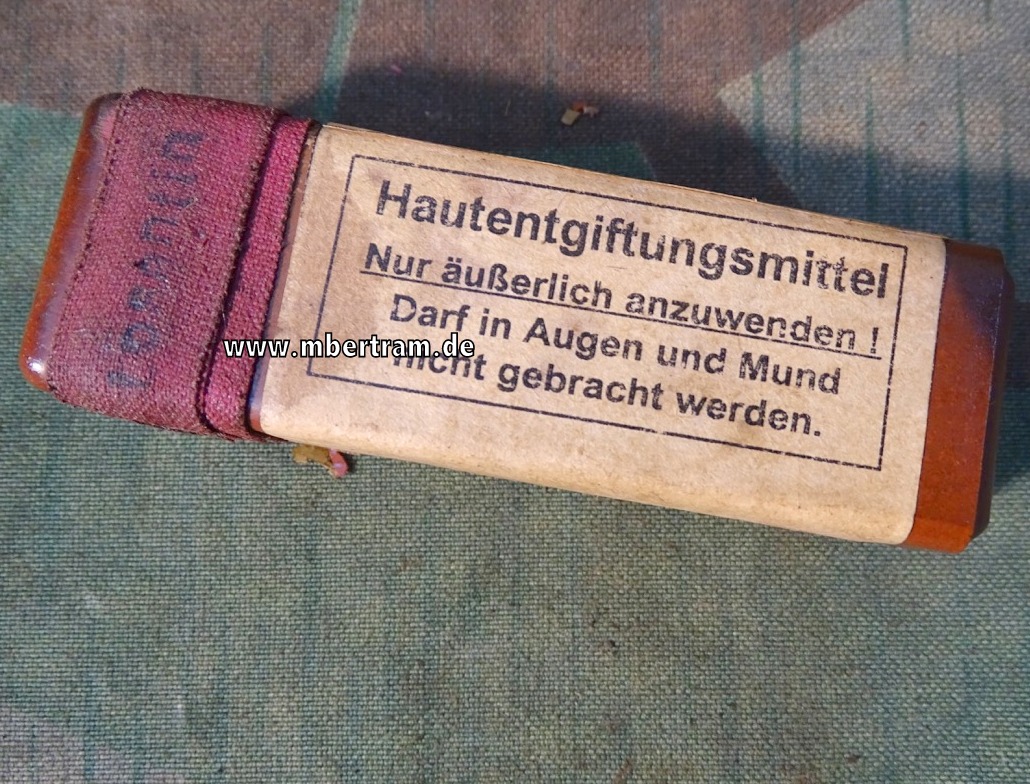 Losantin
Hautentgiftungsmittel
Nur äußerlich anzuwenden !
Darf in Augen und Mund
nicht gebracht werden.
www.mbertram.de